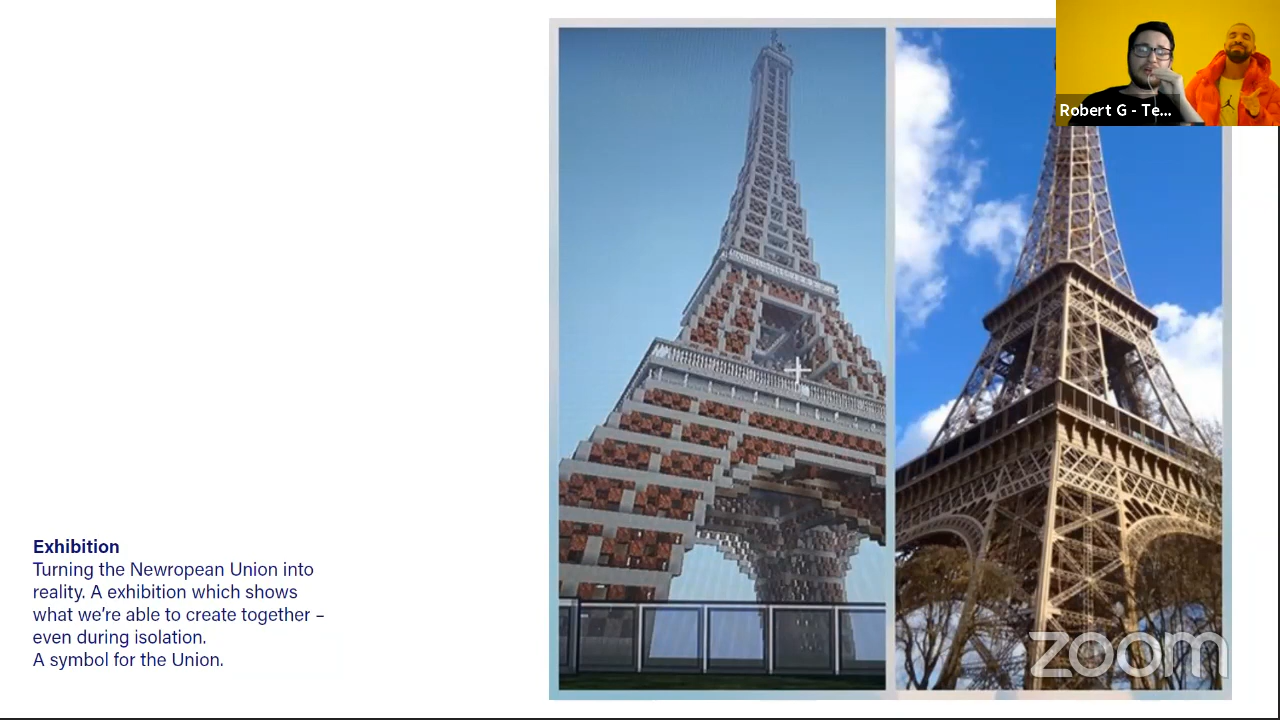 Robert G - Te...
Exhibition
Turning the Newropean Union into
reality. A exhibition which shows
what we’re able to create together –
even during isolation.
A symbol for the Union.
zoom